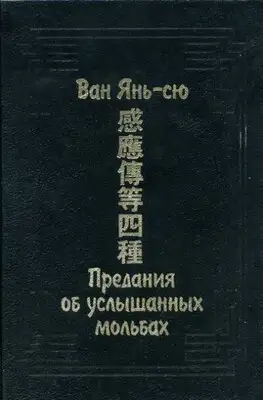 Ван Янь-сю
感應傳等四種
Предания
об услышанных
мольбах